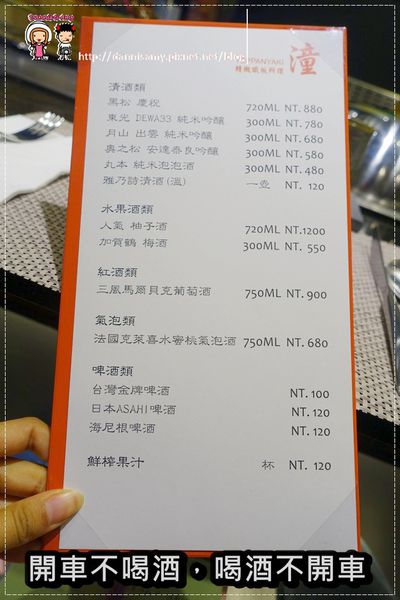 http://dannisamy.pixnet.net/blog
PPANYAKI
精緻鐵板料理
潼
清酒類
黑松 慶祝 720ML NT. 880
東光 DEWA33 純米吟釀 300ML NT. 780
月山 出雲 純米吟釀 300ML NT. 680
奧之松 安達泰良吟釀 300ML NT. 580
丸本 純米泡泡酒 300ML NT. 480
雅乃詩清酒(溫) 一壺 NT. 120
水果酒類
人氣 柚子酒 720ML NT.1200
加賀鶴 梅酒 300ML NT. 550
紅酒類
三風馬爾貝克葡萄酒 750ML NT. 900
氣泡類
法國克萊喜水蜜桃氣泡酒 750ML NT. 680
啤酒類
台灣金牌啤酒 NT. 100
日本ASAHI啤酒 NT. 120
海尼根啤酒 NT. 120
鮮榨果汁 杯 NT. 120
開車不喝酒，喝酒不開車